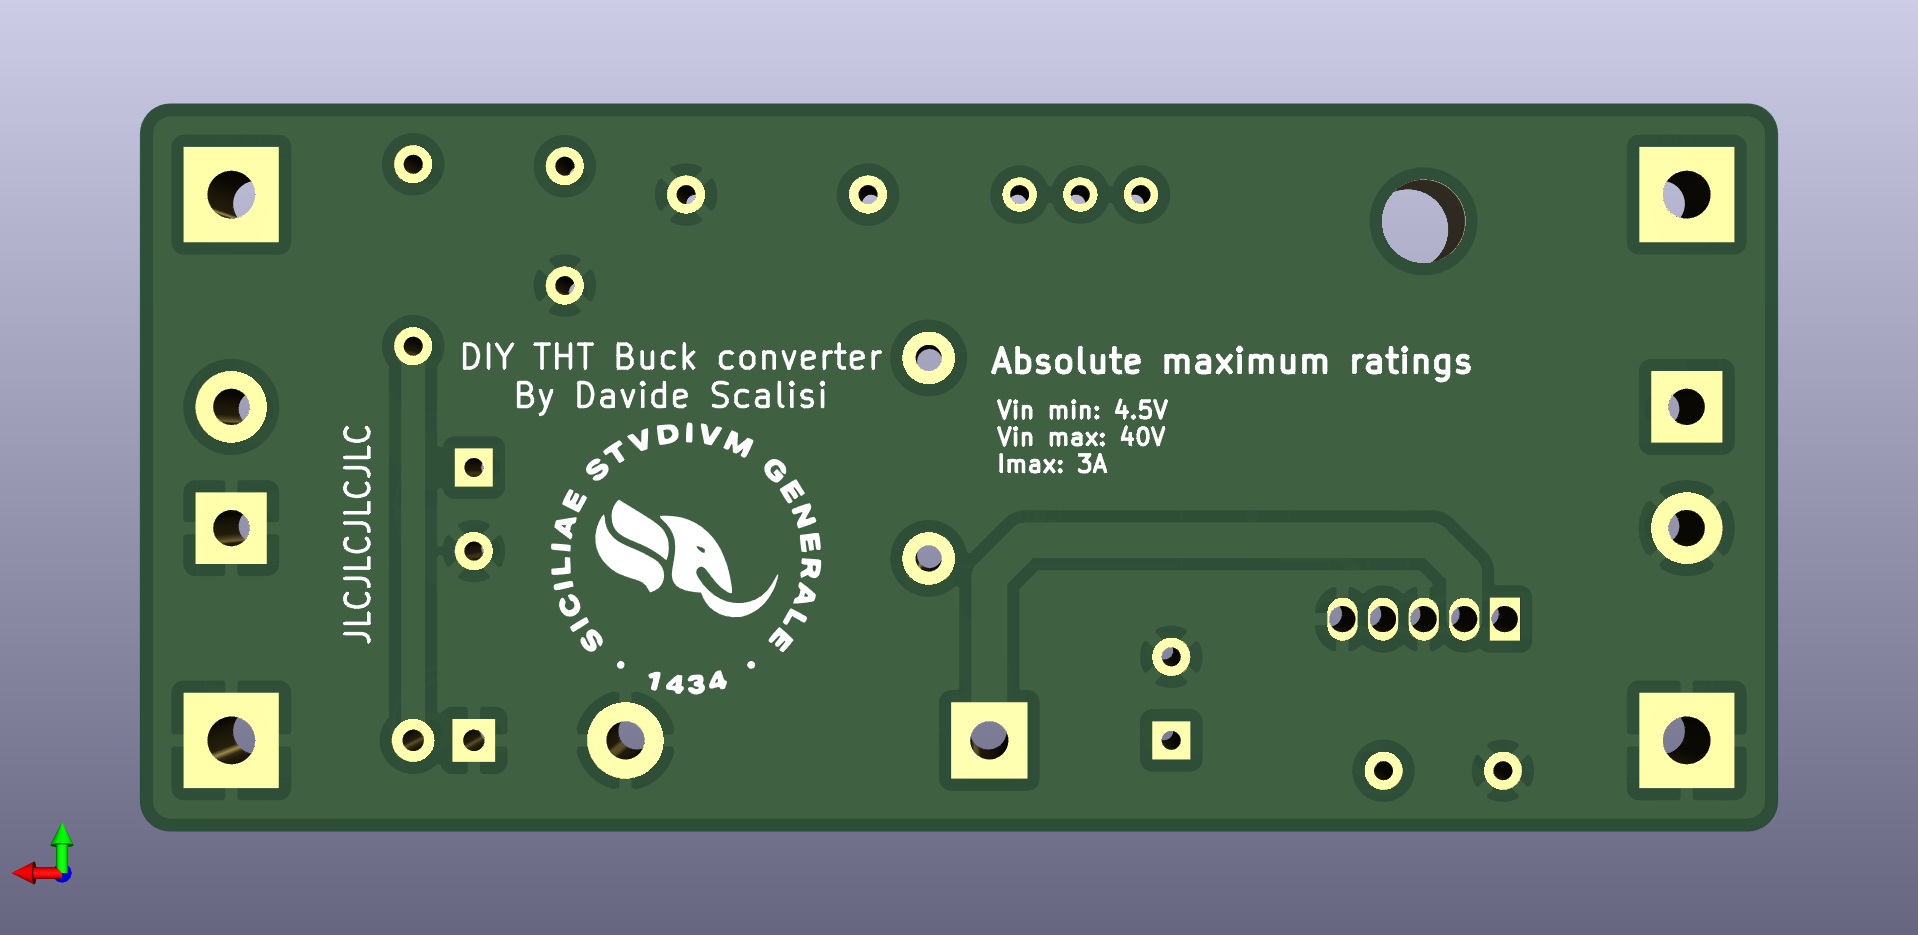 DIY THT Buck converter
By Davide Scalisi
Absolute maximum ratings
Vin min: 4.5V
Vin max: 40V
Imax: 3A
JLCJLCJLCJLC
SICILIAE STVDIVM GENERALE
· 1434 ·